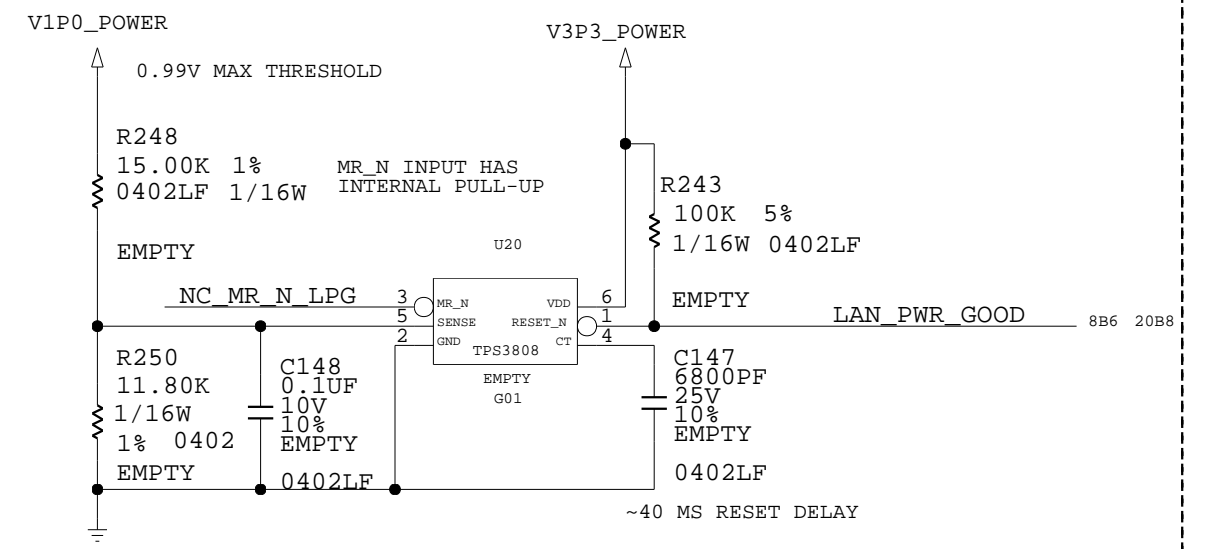 V1P0_POWER
0.99V MAX THRESHOLD
R248
15.00K 1%
0402LF 1/16W
EMPTY
MR_N INPUT HAS
INTERNAL PULL-UP
V3P3_POWER
R243
100K 5%
1/16W 0402LF
EMPTY
U20
NC_MR_N_LPG
3
5
2
MR_N
SENSE
GND
VDD
RESET_N
CT
TPS3808
6
1
4
EMPTY
G01
LAN_PWR_GOOD
8B6 20B8
R250
11.80K
1/16W
1% 0402
EMPTY
C148
0.1UF
10V
10%
EMPTY
0402LF
C147
6800PF
25V
10%
EMPTY
0402LF
~40 MS RESET DELAY